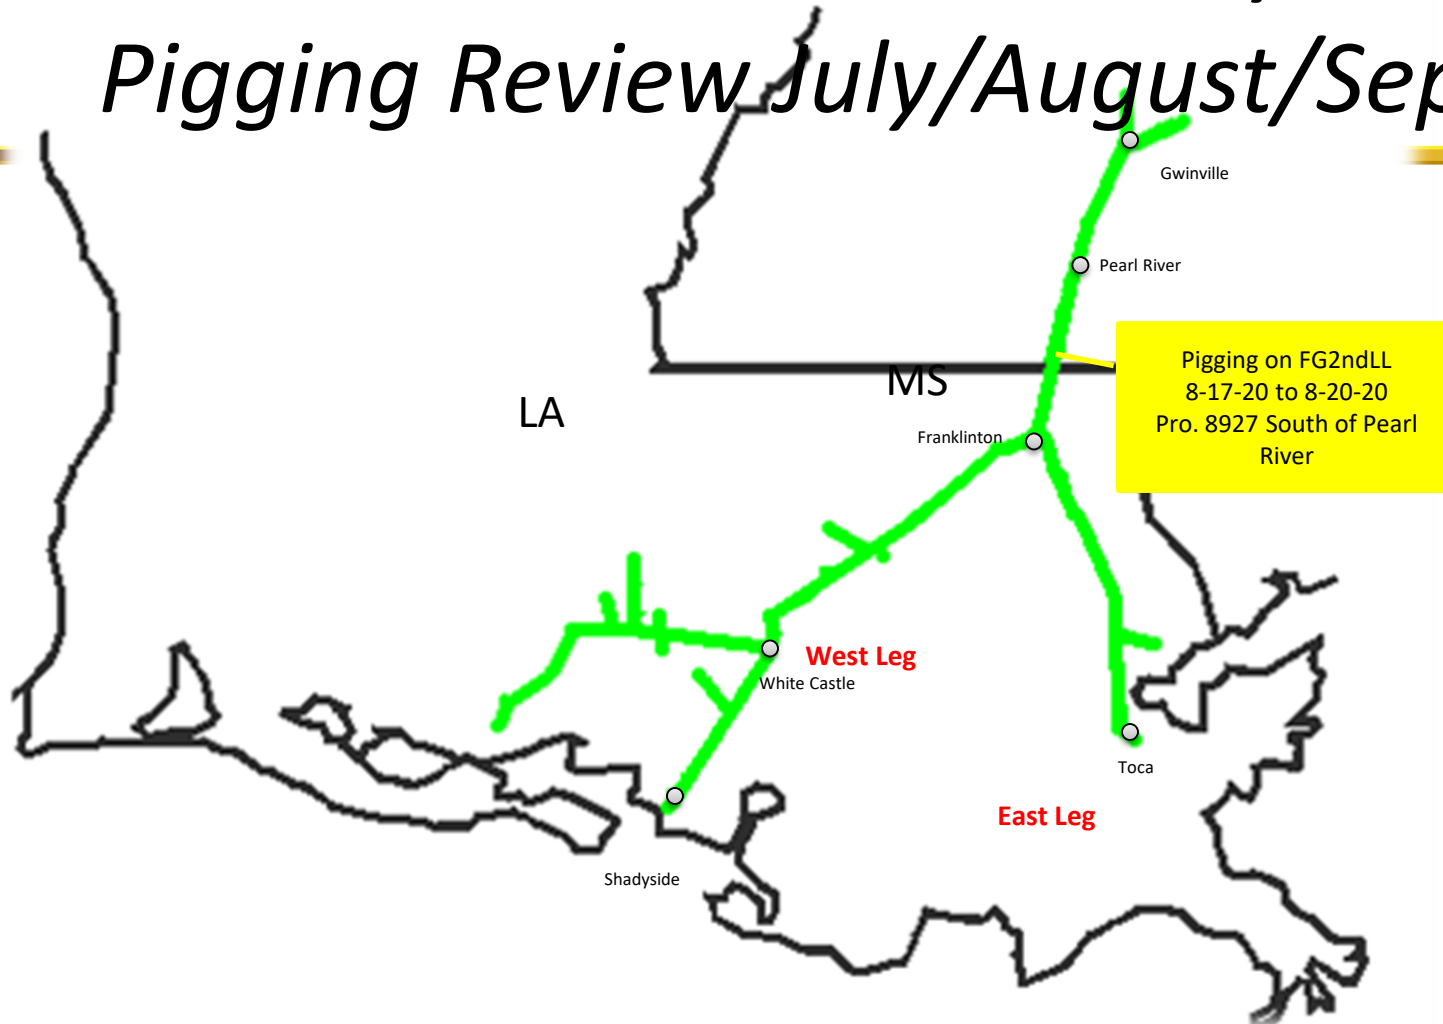 Pigging Review July/August/Sep
Gwinville
Pearl River
Pigging on FG2ndLL
8-17-20 to 8-20-20
Pro. 8927 South of Pearl
River
MS
LA
Franklinton
West Leg
White Castle
Toca
East Leg
Shadyside